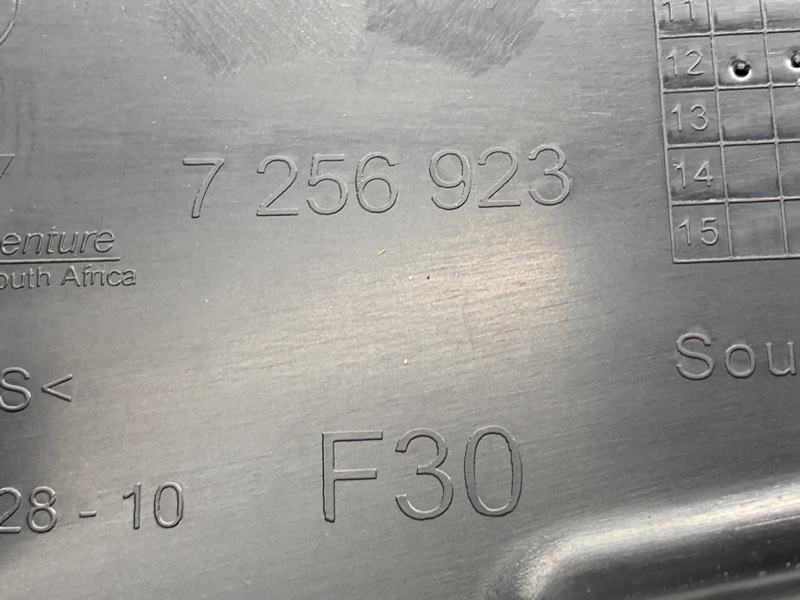 11
12
13
14
15
7 256 923
enture
outh Africa
Sou
S<
F30
28 - 10